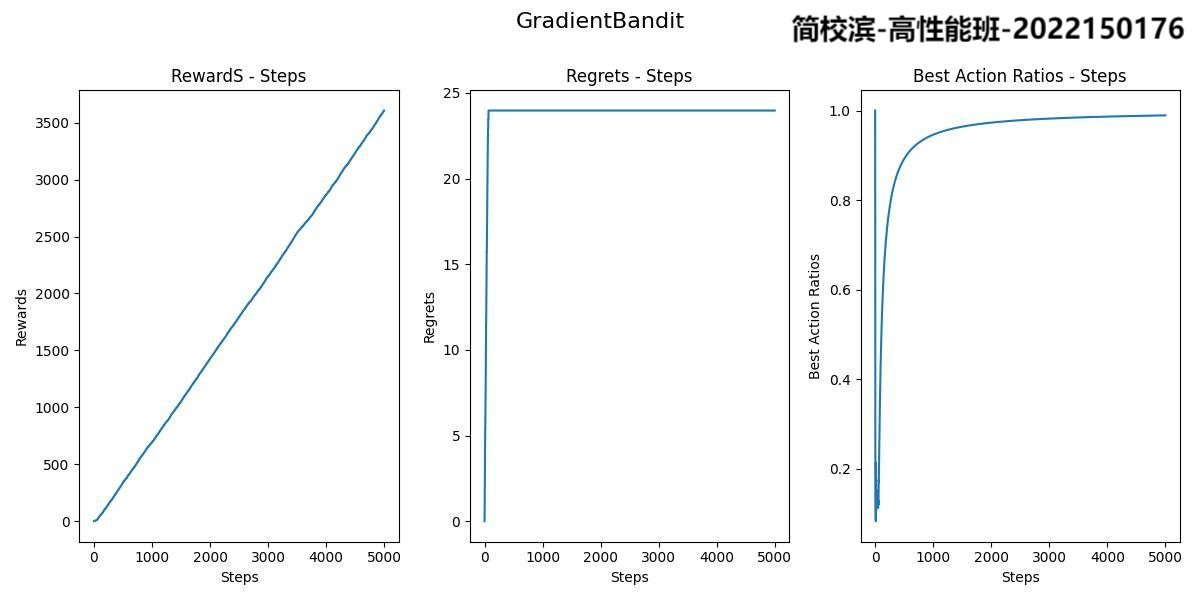 GradientBandit
简校滨-高性能班-2022150176
RewardS - Steps
Rewards
3500
3000
2500
2000
1500
1000
500
0
0 1000 2000 3000 4000 5000
Steps
Regrets - Steps
Regrets
25
20
15
10
5
0
0 1000 2000 3000 4000 5000
Steps
Best Action Ratios - Steps
Best Action Ratios
1.0
0.8
0.6
0.4
0.2
0 1000 2000 3000 4000 5000
Steps